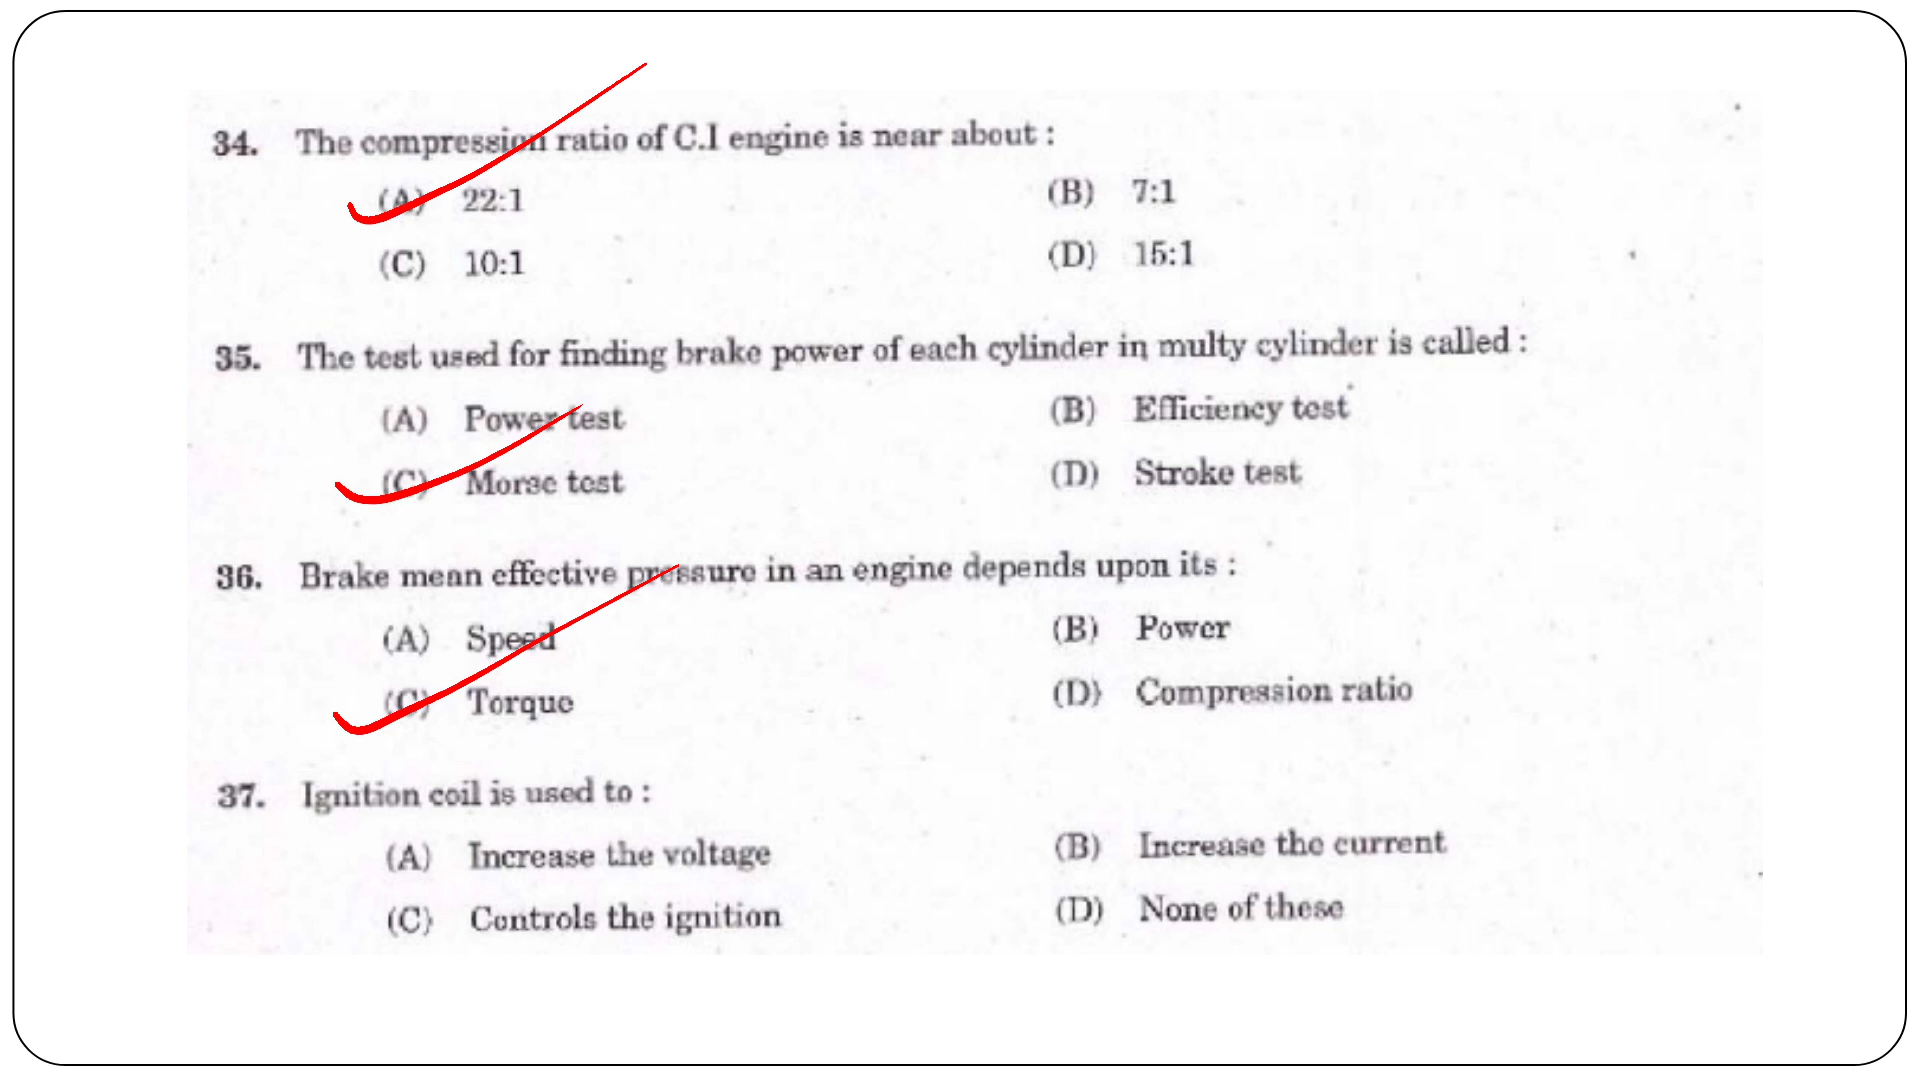 34. The compression ratio of C.I engine is near about :
(A) 22:1 (B) 7:1
(C) 10:1 (D) 15:1
35. The test used for finding brake power of each cylinder in multy cylinder is called :
(A) Power test (B) Efficiency test
(C) Morse test (D) Stroke test
36. Brake mean effective pressure in an engine depends upon its :
(A) Speed (B) Power
(C) Torque (D) Compression ratio
37. Ignition coil is used to :
(A) Increase the voltage (B) Increase the current
(C) Controls the ignition (D) None of these